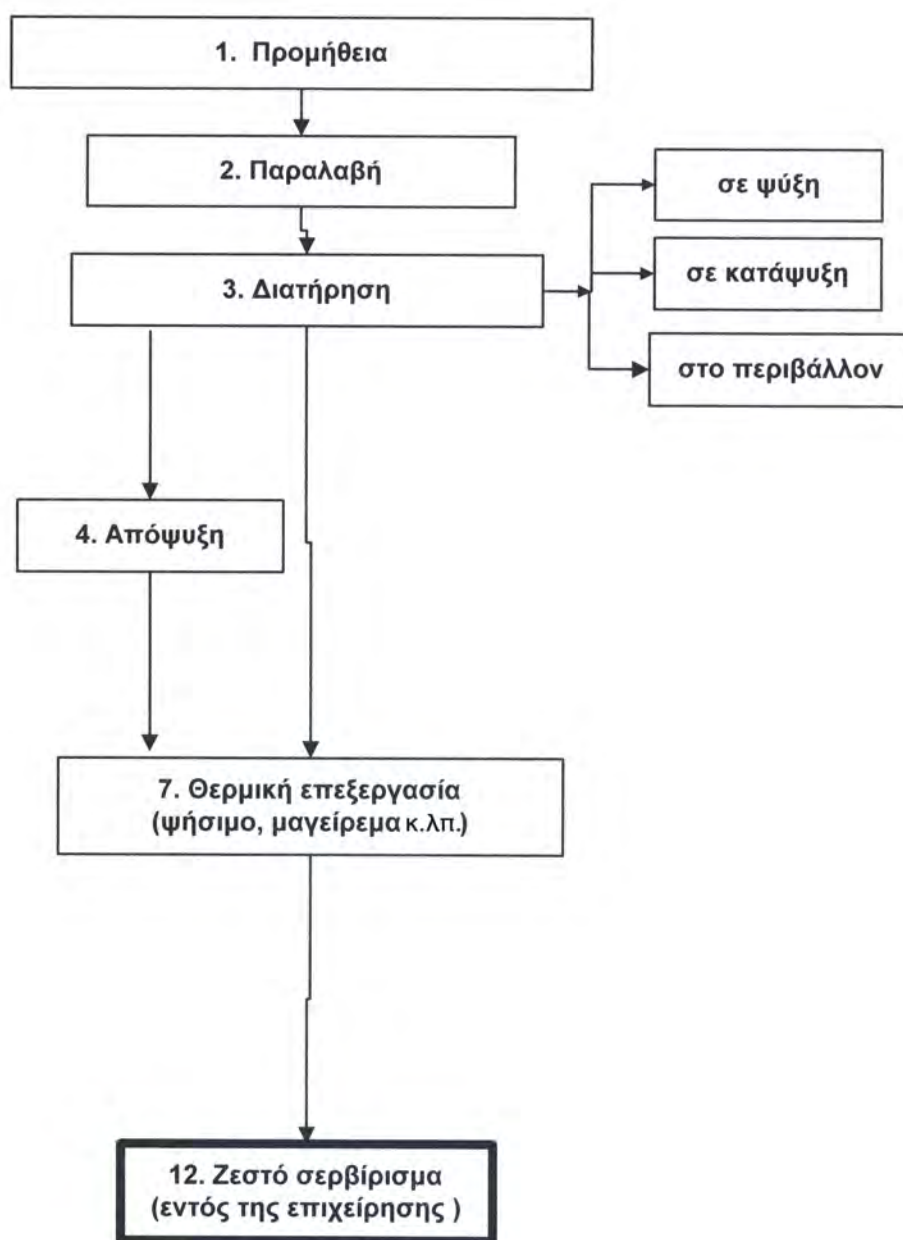 1. Προμήθεια
2. Παραλαβή
σε ψύξη
3. Διατήρηση
σε κατάψυξη
στο περιβάλλον
4. Απόψυξη
7. Θερμική επεξεργασία
(ψήσιμο, μαγείρεμα κ.λπ.)
12. Ζεστό σερβίρισμα
(εντός της επιχείρησης )